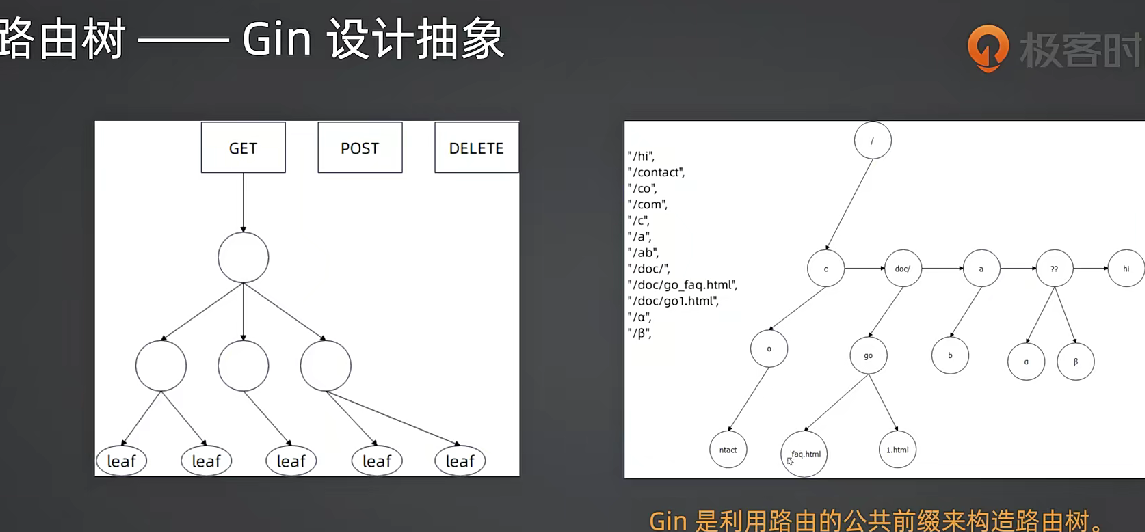 路由树 —— Gin 设计抽象
极客时
GET
POST
DELETE
leaf
leaf
leaf
leaf
leaf
"/hi",
"/contact",
"/co",
"/com",
"/c",
"/a",
"/ab",
"/doc/",
"/doc/go_faq.html",
"/doc/go1.html",
"/α",
"/β",
/
c
doc/
a
??
hi
o
go
b
α
β
ntact
_faq.html
1.html
Gin 是利用路由的公共前缀来构造路由树。